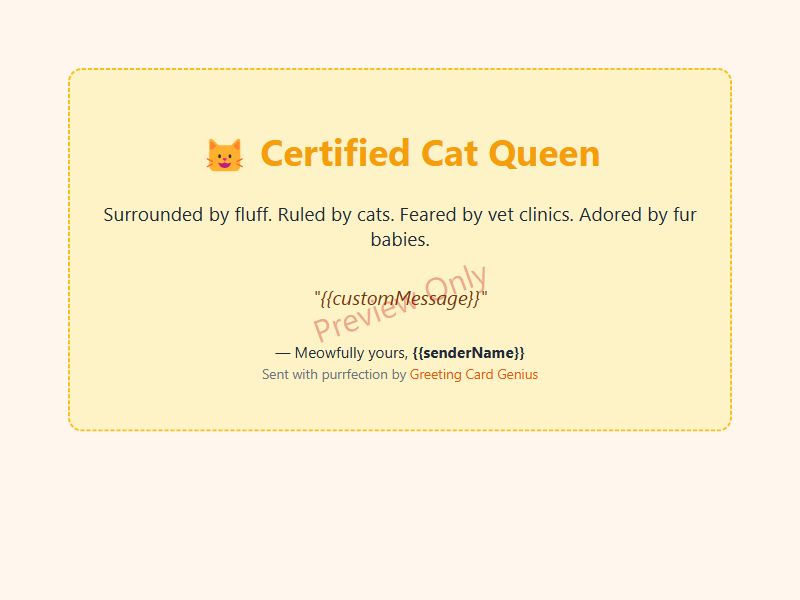 😺 Certified Cat Queen
Surrounded by fluff. Ruled by cats. Feared by vet clinics. Adored by fur
babies.
"{{customMessage}}"
Preview Only
— Meowfully yours, {{senderName}}
Sent with purrfection by Greeting Card Genius